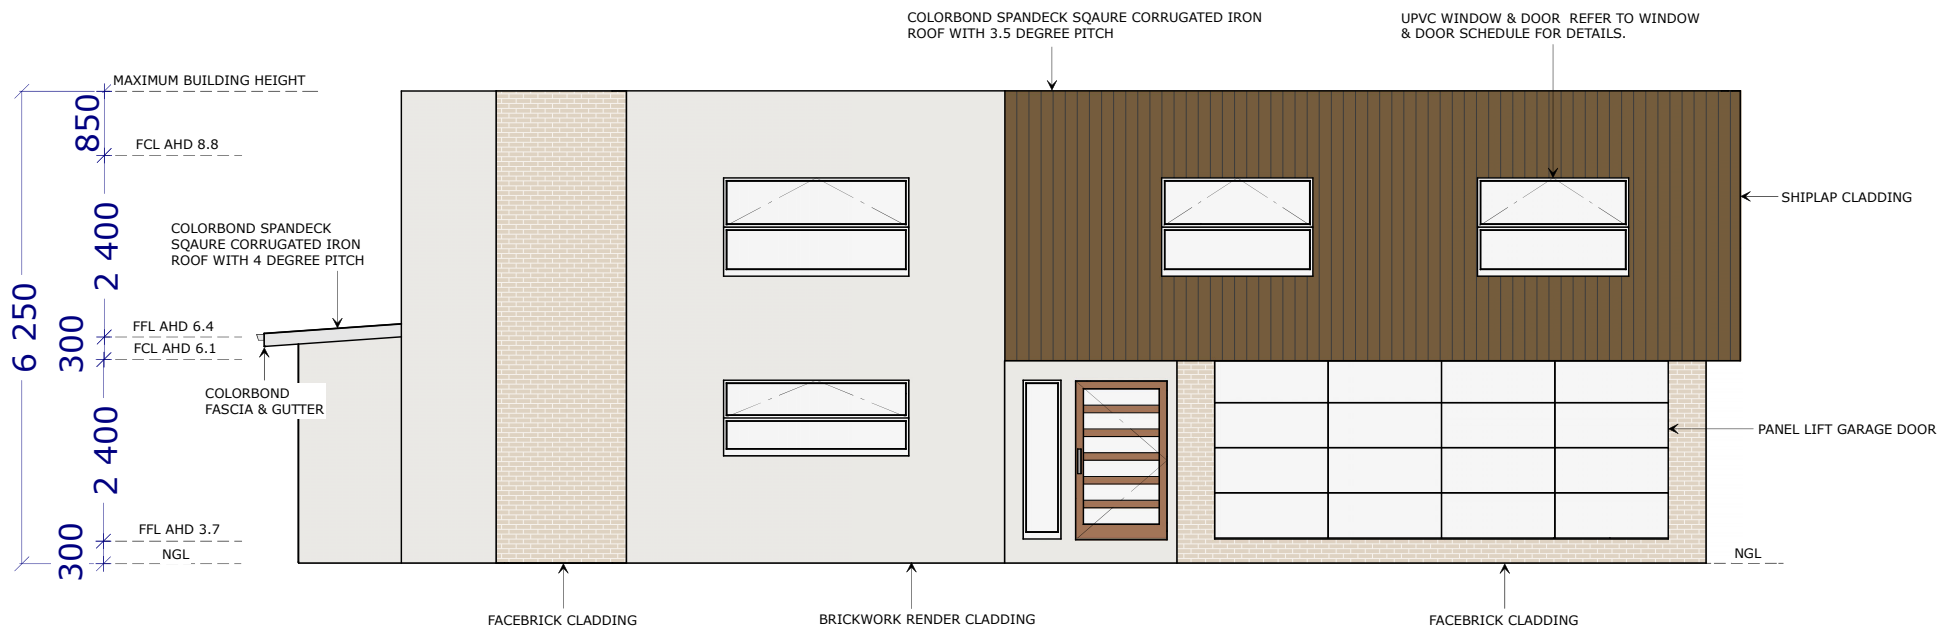 COLORBOND SPANDECK SQAURE CORRUGATED IRON
ROOF WITH 3.5 DEGREE PITCH
UPVC WINDOW & DOOR  REFER TO WINDOW
& DOOR SCHEDULE FOR DETAILS.
MAXIMUM BUILDING HEIGHT
850
FCL AHD 8.8
SHIPLAP CLADDING
COLORBOND SPANDECK
SQAURE CORRUGATED IRON
ROOF WITH 4 DEGREE PITCH
2 400
6 250
FFL AHD 6.4
300
FCL AHD 6.1
COLORBOND
FASCIA & GUTTER
2 400
PANEL LIFT GARAGE DOOR
FFL AHD 3.7
300
NGL
NGL
FACEBRICK CLADDING
BRICKWORK RENDER CLADDING
FACEBRICK CLADDING